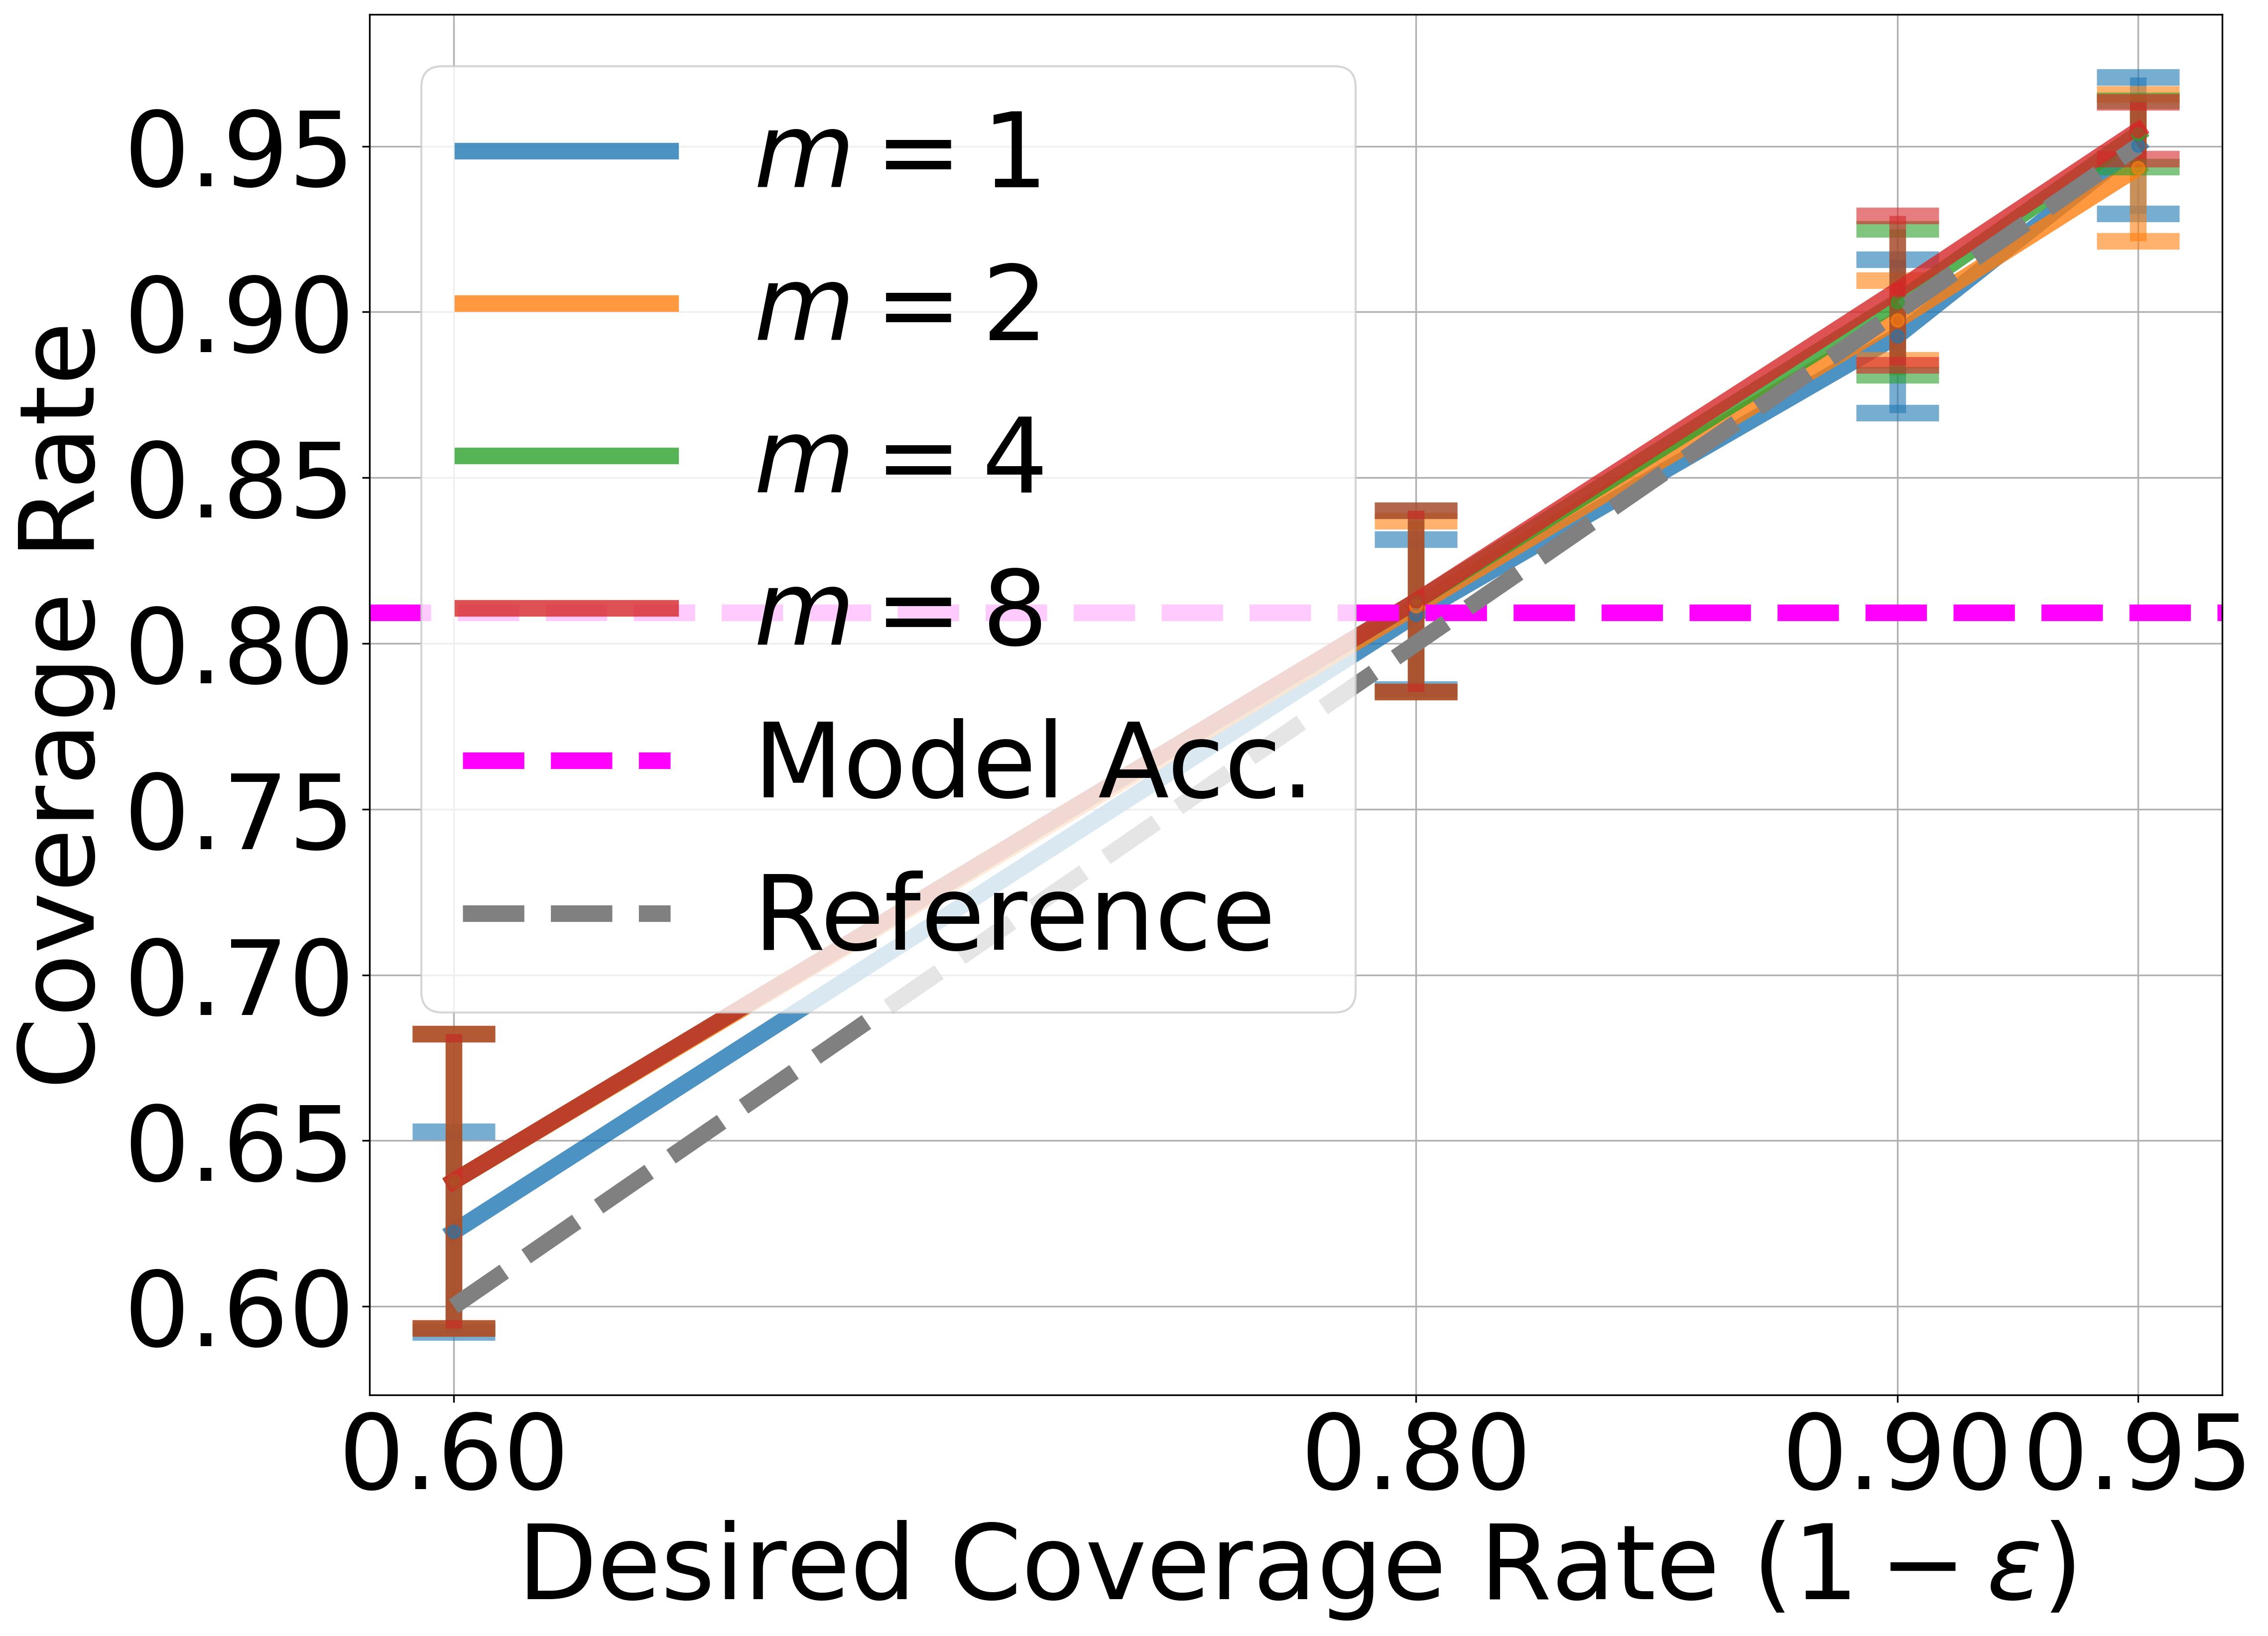 Coverage Rate
0.95
0.90
0.85
0.80
0.75
0.70
0.65
0.60
m = 1
m = 2
m = 4
m = 8
Model Acc.
Reference
0.60 0.80 0.90 0.95
Desired Coverage Rate (1 − ε)